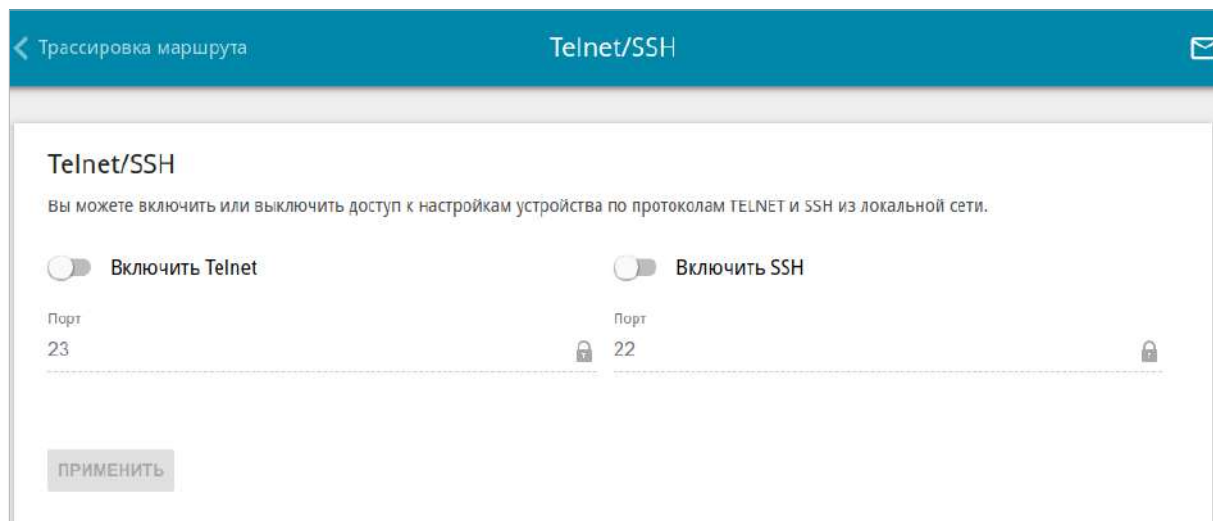 Трассировка маршрута
Telnet/SSH
Telnet/SSH
Вы можете включить или выключить доступ к настройкам устройства по протоколам TELNET и SSH из локальной сети.
Включить Telnet
Включить SSH
Порт
Порт
23
22
ПРИМЕНИТЬ